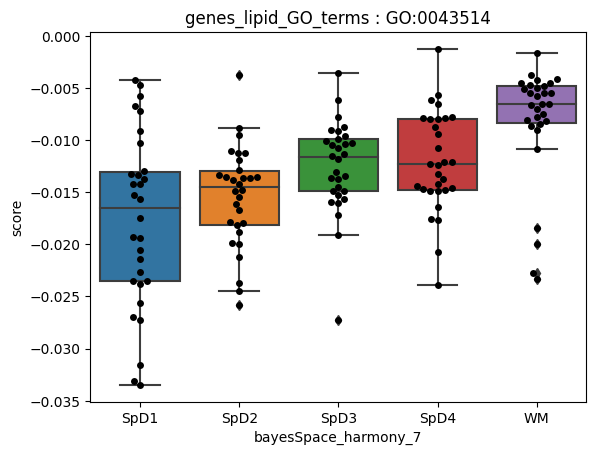 genes_lipid_GO_terms : GO:0043514
0.000
−0.005
−0.010
−0.015
−0.020
−0.025
−0.030
−0.035
score
SpD1 SpD2 SpD3 SpD4 WM
bayesSpace_harmony_7